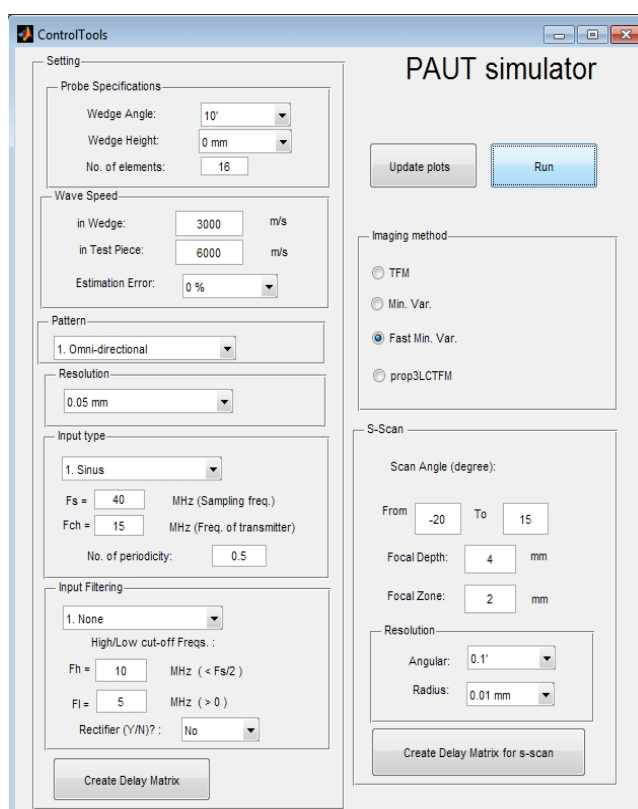 ControlTools
Setting
Probe Specifications
Wedge Angle: 10'
Wedge Height: 0 mm
No. of elements: 16
Wave Speed
in Wedge: 3000 m/s
in Test Piece: 6000 m/s
Estimation Error: 0 %
Pattern
1. Omni-directional
Resolution
0.05 mm
Input type
1. Sinus
Fs = 40 MHz (Sampling freq.)
Fch = 15 MHz (Freq. of transmitter)
No. of periodicity: 0.5
Input Filtering
1. None
High/Low cut-off Freqs. :
Fh = 10 MHz ( < Fs/2 )
Fl = 5 MHz ( > 0 )
Rectifier (Y/N)? : No
Create Delay Matrix
PAUT simulator
Update plots
Run
Imaging method
TFM
Min. Var.
Fast Min. Var.
prop3LCTFM
S-Scan
Scan Angle (degree):
From -20 To 15
Focal Depth: 4 mm
Focal Zone: 2 mm
Resolution
Angular: 0.1'
Radius: 0.01 mm
Create Delay Matrix for s-scan